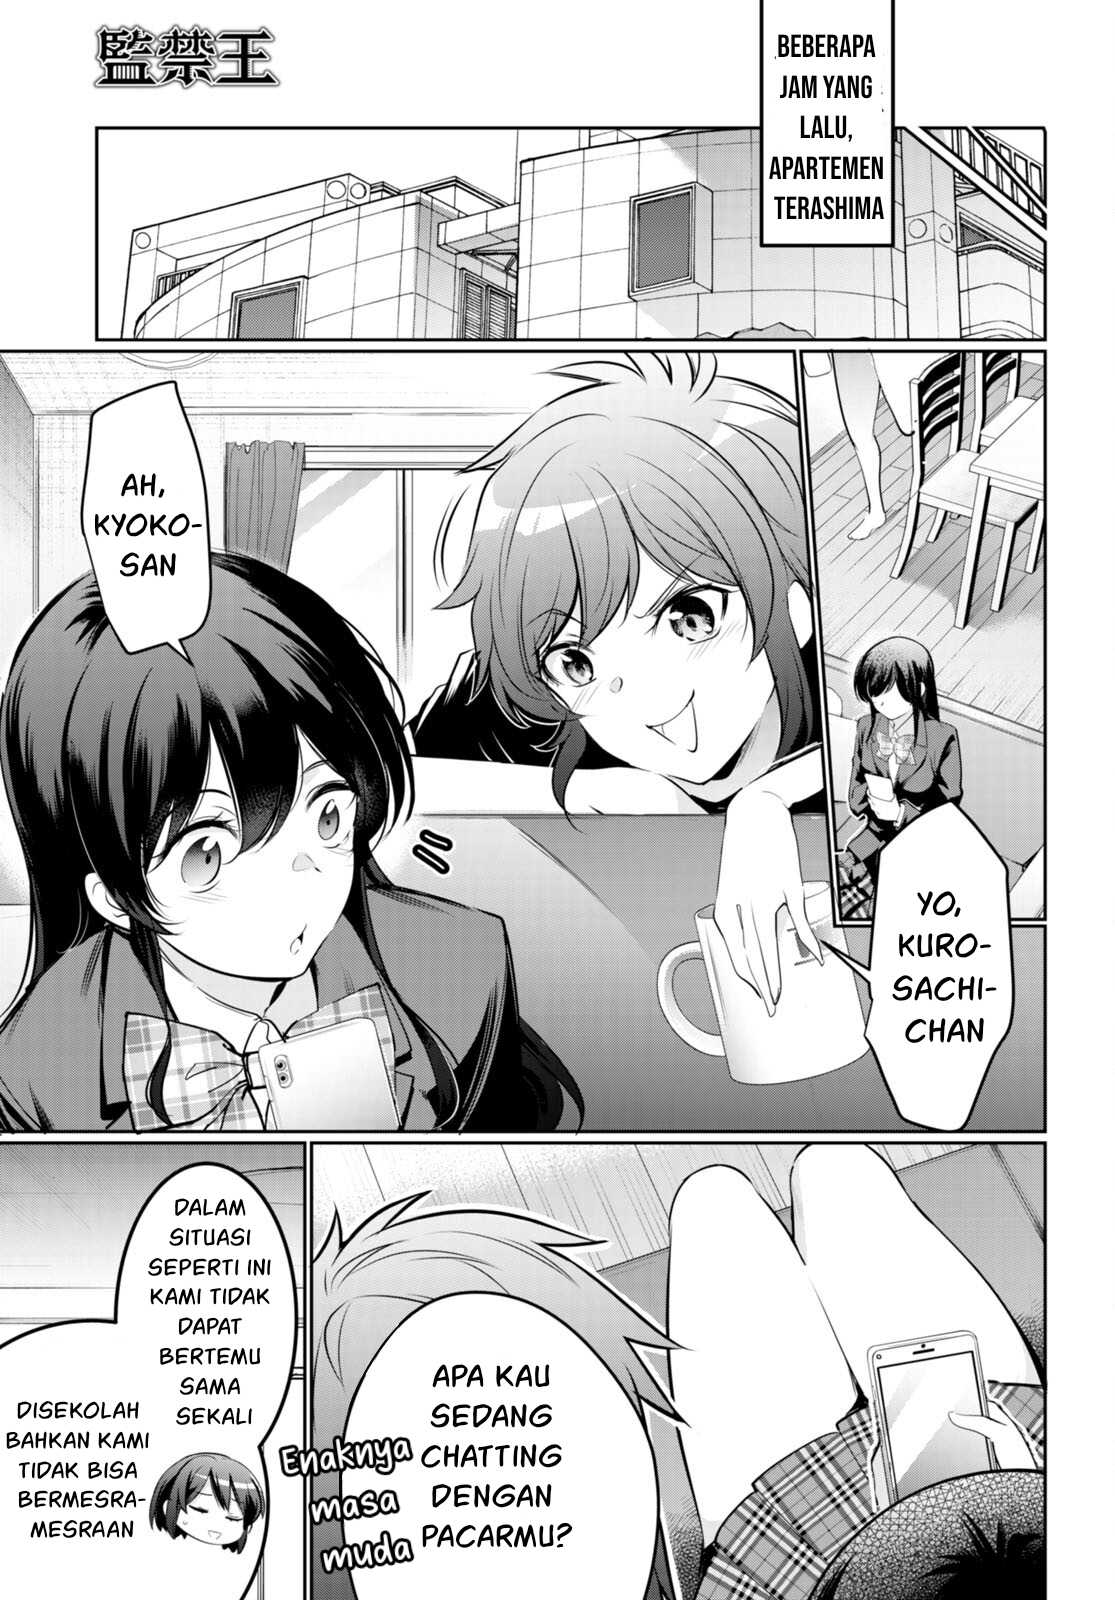 監禁王
BEBERAPA
JAM YANG
LALU,
APARTEMEN
TERASHIMA
YO,
KURO-
SACHI-
CHAN
AH,
KYOKO-
SAN
APA KAU
SEDANG
CHATTING
DENGAN
PACARMU?
Enaknya
masa
muda
DALAM
SITUASI
SEPERTI INI
KAMI TIDAK
DAPAT
BERTEMU
SAMA
SEKALI
DISEKOLAH
BAHKAN KAMI
TIDAK BISA
BERMESRA-
MESRAAN